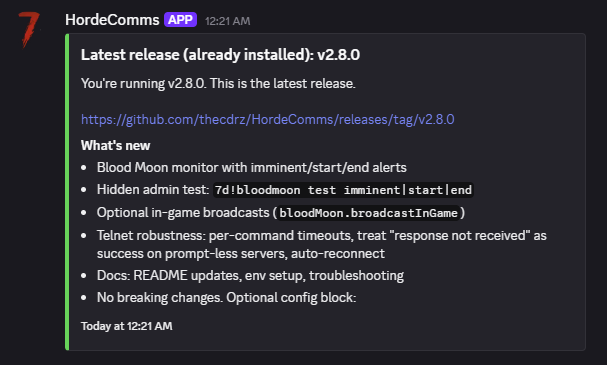 7
HordeComms APP 12:21 AM
Latest release (already installed): v2.8.0
You're running v2.8.0. This is the latest release.
https://github.com/thecdrz/HordeComms/releases/tag/v2.8.0
What's new
• Blood Moon monitor with imminent/start/end alerts
• Hidden admin test: 7d!bloodmoon test imminent|start|end
• Optional in-game broadcasts (bloodMoon.broadcastInGame)
• Telnet robustness: per-command timeouts, treat "response not received" as
success on prompt-less servers, auto-reconnect
• Docs: README updates, env setup, troubleshooting
• No breaking changes. Optional config block:
Today at 12:21 AM